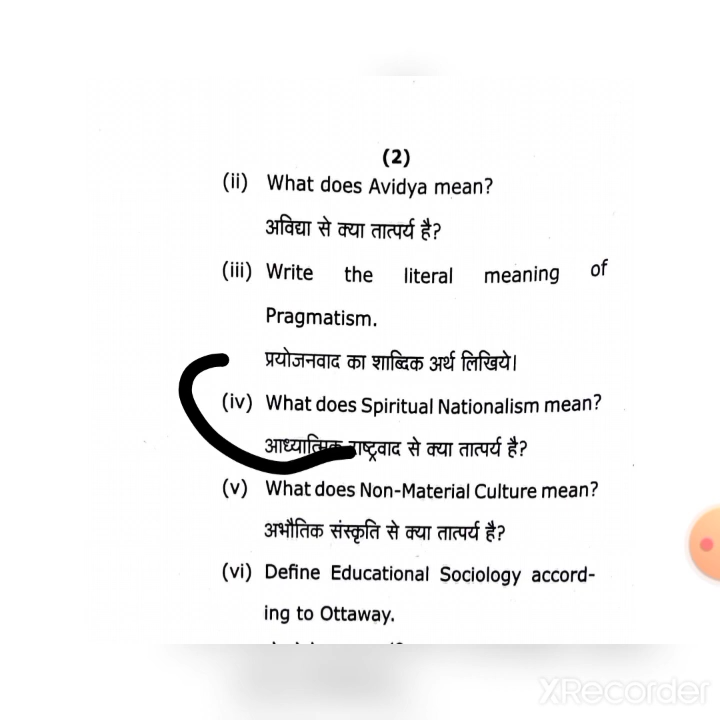 (2)
(ii) What does Avidya mean?
अविद्या से क्या तात्पर्य है?
(iii) Write the literal meaning of
Pragmatism.
प्रयोजनवाद का शाब्दिक अर्थ लिखिये।
(iv) What does Spiritual Nationalism mean?
आध्यात्मिक राष्ट्रवाद से क्या तात्पर्य है?
(v) What does Non-Material Culture mean?
अभौतिक संस्कृति से क्या तात्पर्य है?
(vi) Define Educational Sociology accord-
ing to Ottaway.
XRecorder